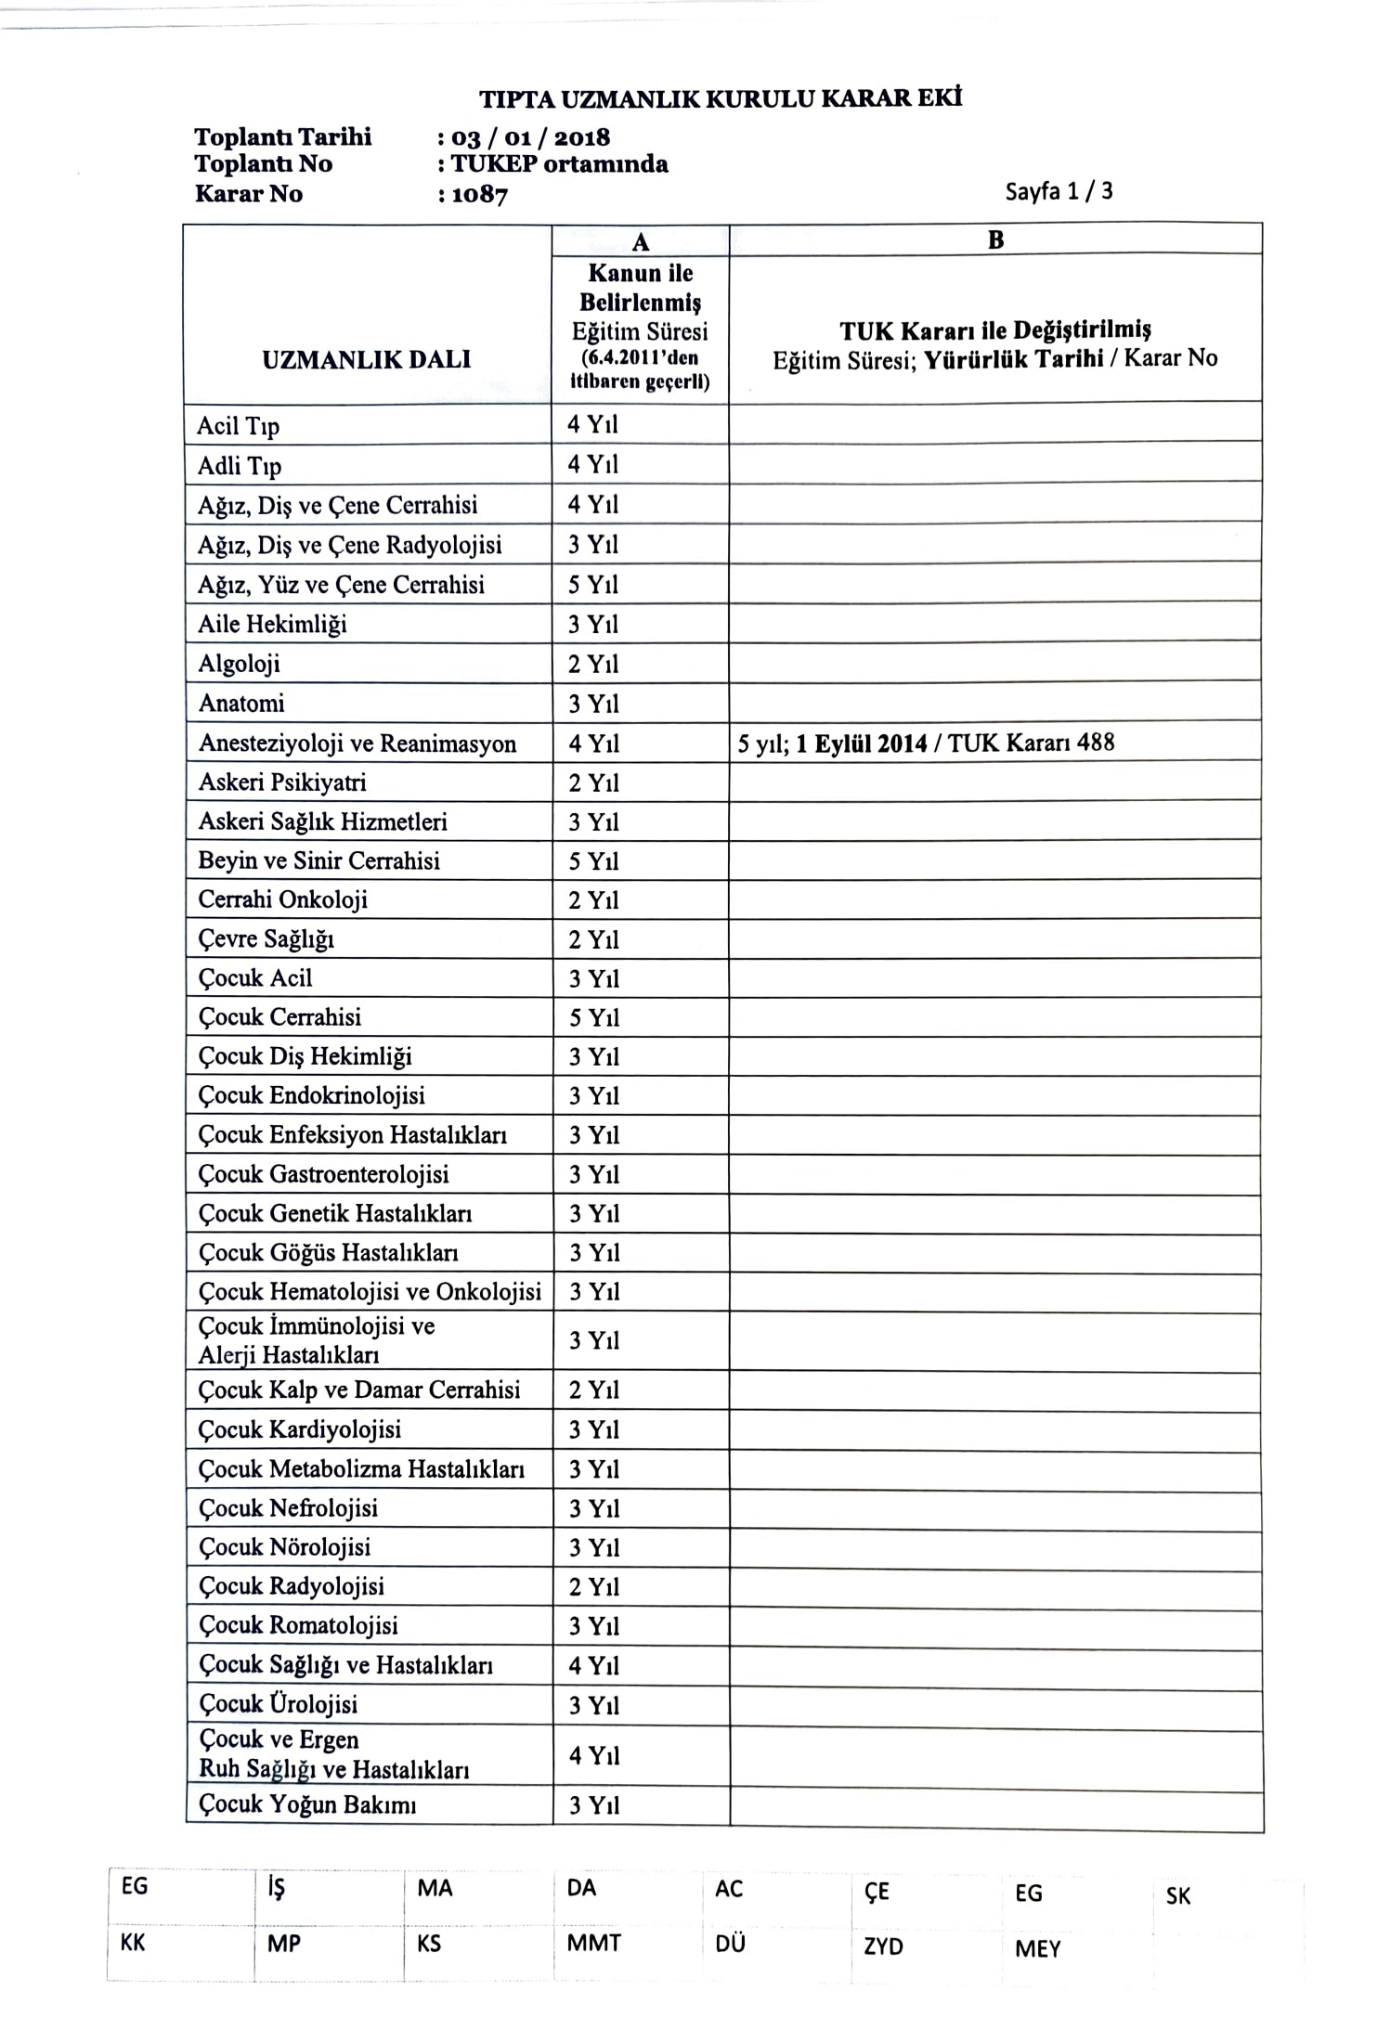 TIPTA UZMANLIK KURULU KARAR EKİ
Toplantı Tarihi : 03 / 01 / 2018
Toplantı No : TUKEP ortamında
Karar No : 1087
Sayfa 1 / 3
A
B
UZMANLIK DALI
Kanun ile
Belirlenmiş
Eğitim Süresi
(6.4.2011'den
itibaren geçerli)
TUK Kararı ile Değiştirilmiş
Eğitim Süresi; Yürürlük Tarihi / Karar No
Acil Tıp 4 Yıl
Adli Tıp 4 Yıl
Ağız, Diş ve Çene Cerrahisi 4 Yıl
Ağız, Diş ve Çene Radyolojisi 3 Yıl
Ağız, Yüz ve Çene Cerrahisi 5 Yıl
Aile Hekimliği 3 Yıl
Algoloji 2 Yıl
Anatomi 3 Yıl
Anesteziyoloji ve Reanimasyon 4 Yıl 5 yıl; 1 Eylül 2014 / TUK Kararı 488
Askeri Psikiyatri 2 Yıl
Askeri Sağlık Hizmetleri 3 Yıl
Beyin ve Sinir Cerrahisi 5 Yıl
Cerrahi Onkoloji 2 Yıl
Çevre Sağlığı 2 Yıl
Çocuk Acil 3 Yıl
Çocuk Cerrahisi 5 Yıl
Çocuk Diş Hekimliği 3 Yıl
Çocuk Endokrinolojisi 3 Yıl
Çocuk Enfeksiyon Hastalıkları 3 Yıl
Çocuk Gastroenterolojisi 3 Yıl
Çocuk Genetik Hastalıkları 3 Yıl
Çocuk Göğüs Hastalıkları 3 Yıl
Çocuk Hematolojisi ve Onkolojisi 3 Yıl
Çocuk İmmünolojisi ve
Alerji Hastalıkları 3 Yıl
Çocuk Kalp ve Damar Cerrahisi 2 Yıl
Çocuk Kardiyolojisi 3 Yıl
Çocuk Metabolizma Hastalıkları 3 Yıl
Çocuk Nefrolojisi 3 Yıl
Çocuk Nörolojisi 3 Yıl
Çocuk Radyolojisi 2 Yıl
Çocuk Romatolojisi 3 Yıl
Çocuk Sağlığı ve Hastalıkları 4 Yıl
Çocuk Ürolojisi 3 Yıl
Çocuk ve Ergen
Ruh Sağlığı ve Hastalıkları 4 Yıl
Çocuk Yoğun Bakımı 3 Yıl
EG İŞ MA DA AC ÇE EG SK
KK MP KS MMT DÜ ZYD MEY